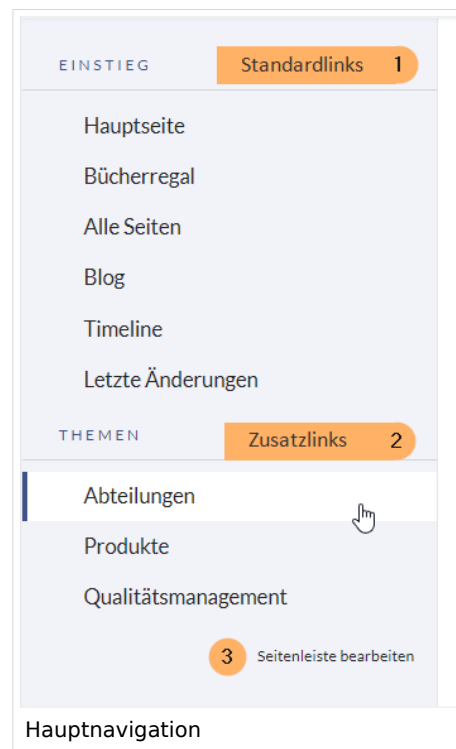 EINSTIEG Standardlinks 1
Hauptseite
Bücherregal
Alle Seiten
Blog
Timeline
Letzte Änderungen
THEMEN Zusatzlinks 2
Abteilungen
Produkte
Qualitätsmanagement
3 Seitenleiste bearbeiten
Hauptnavigation